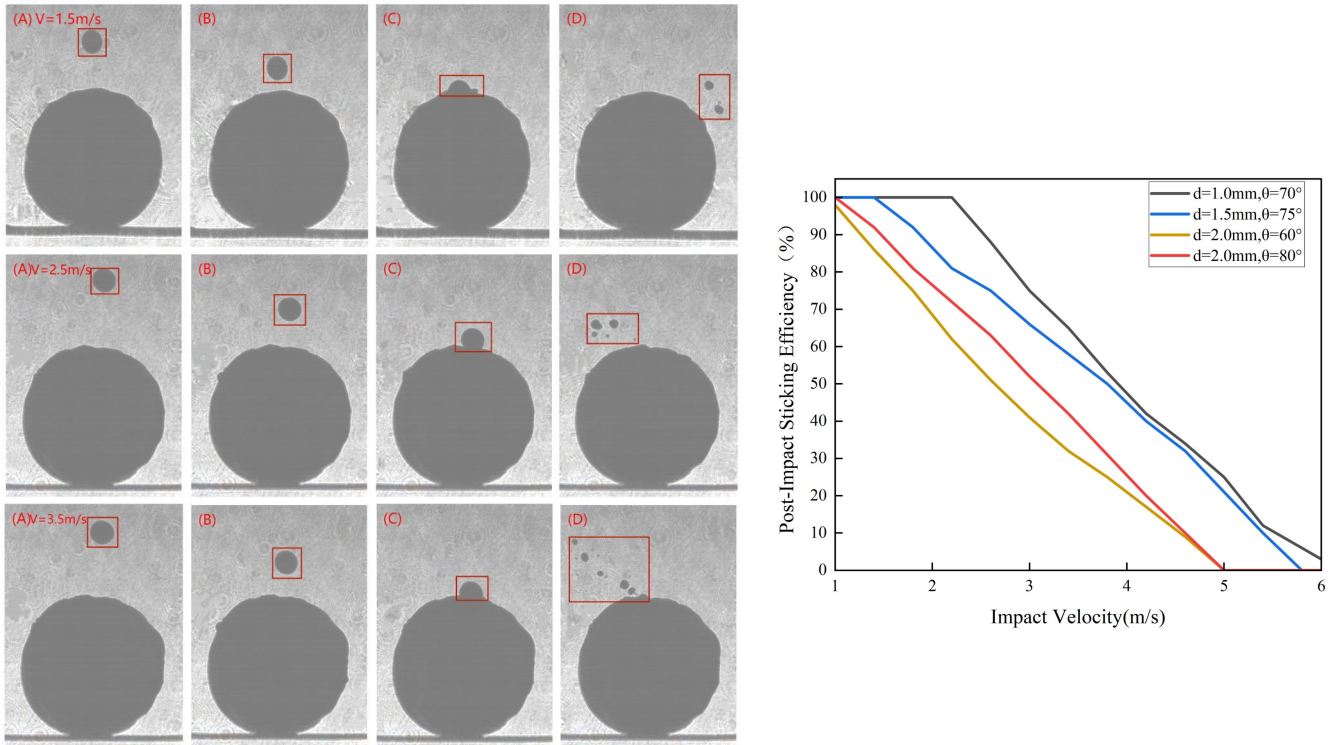 (A) V=1.5m/s
(B)
(C)
(D)
(A)V=2.5m/s
(B)
(C)
(D)
(A)V=3.5m/s
(B)
(C)
(D)
d=1.0mm,θ=70°
d=1.5mm,θ=75°
d=2.0mm,θ=60°
d=2.0mm,θ=80°
Post-Impact Sticking Efficiency（%）
100
90
80
70
60
50
40
30
20
10
0
1 2 3 4 5 6
Impact Velocity(m/s)